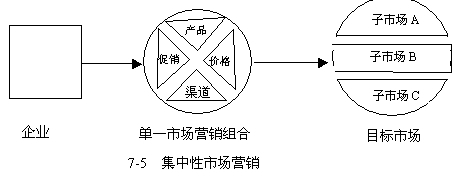 产品
促销
价格
渠道
子市场 A
子市场 B
子市场 C
企业
单一市场营销组合
目标市场
7-5 集中性市场营销